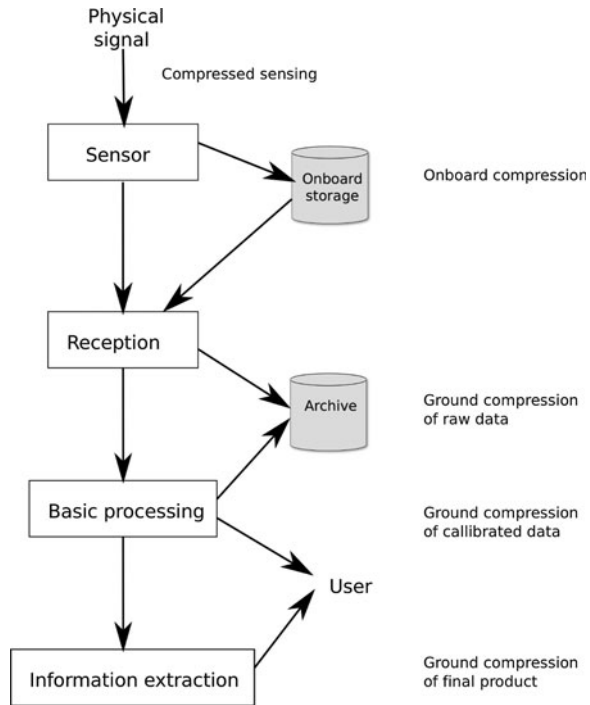 Physical
signal
Compressed sensing
Sensor
Onboard
storage
Onboard compression
Reception
Archive
Ground compression
of raw data
Basic processing
Ground compression
of callibrated data
User
Information extraction
Ground compression
of final product